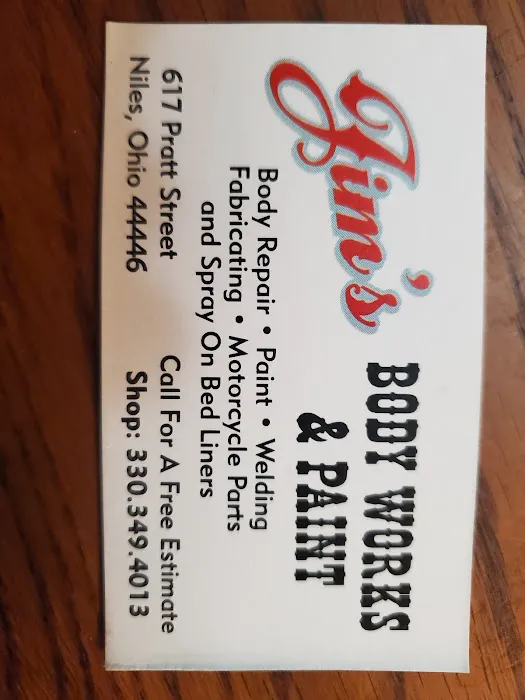 Jim's BODY WORKS
& PAINT
Body Repair • Paint • Welding
Fabricating • Motorcycle Parts
and Spray On Bed Liners
617 Pratt Street
Niles, Ohio 44446
Call For A Free Estimate
Shop: 330.349.4013